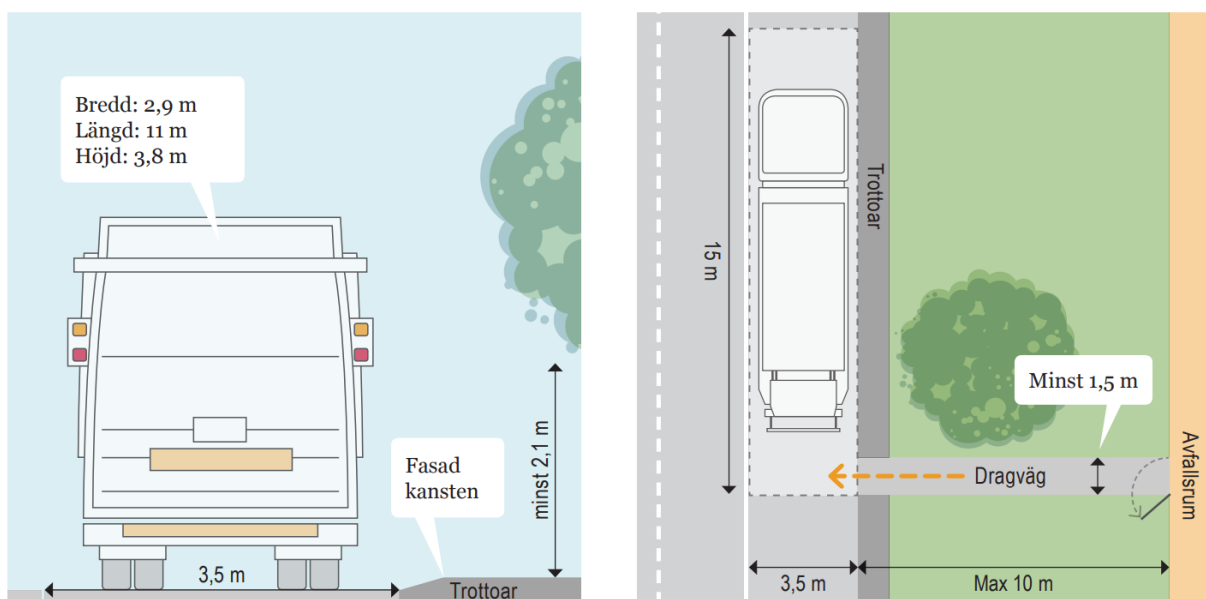 Bredd: 2,9 m
Längd: 11 m
Höjd: 3,8 m
minst 2,1 m
Fasad
kansten
3,5 m
Trottoar
15 m
Trottoar
Minst 1,5 m
Dragväg
Avfallsrum
3,5 m
Max 10 m